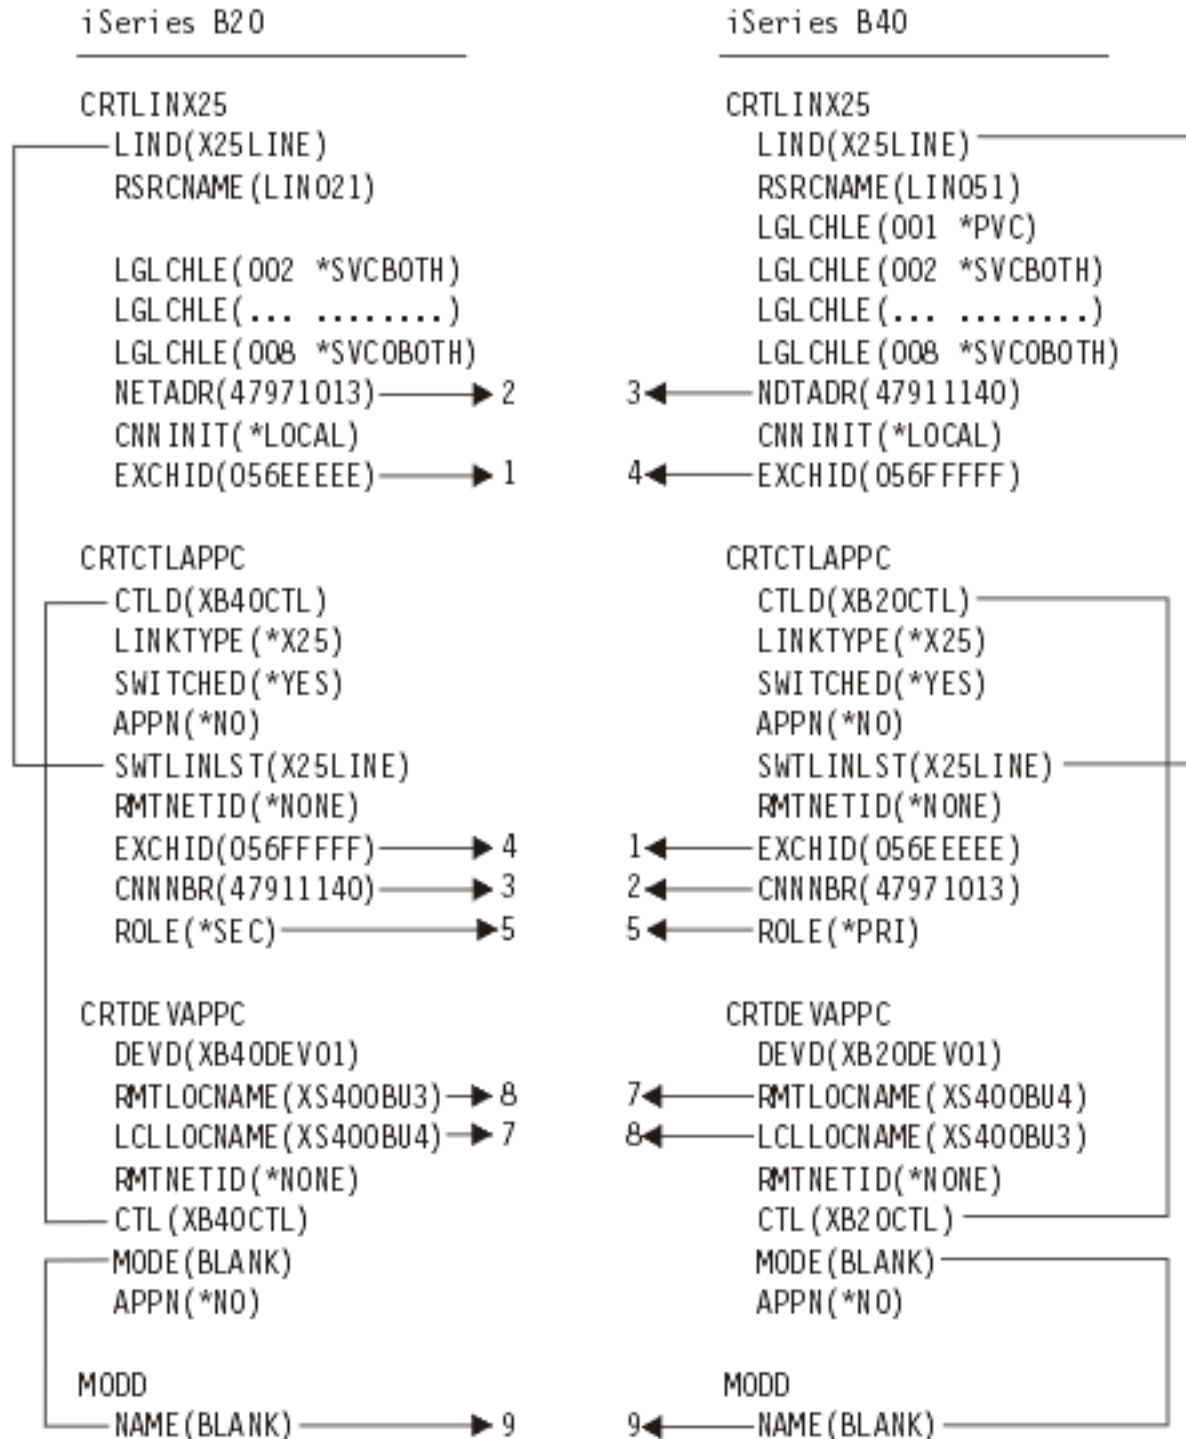 iSeries B20
CRTLINX25
LIND(X25LINE)
RSRCNAME(LIN021)
LGLCHLE(002 *SVCBOTH)
LGLCHLE(... ........)
LGLCHLE(008 *SVCOBOTH)
NETADR(47971013) 2
CNNINIT(*LOCAL)
EXCHID(056EEEEE) 1
CRTCTLAPPC
CTLD(XB40CTL)
LINKTYPE(*X25)
SWITCHED(*YES)
APPN(*NO)
SWTLINLST(X25LINE)
RMTNETID(*NONE)
EXCHID(056FFFFF) 4
CNNNBR(47911140) 3
ROLE(*SEC) 5
CRTDEVAPPC
DEVD(XB40DEV01)
RMTLOCNAME(XS400BU3) 8
LCLLOCNAME(XS400BU4) 7
RMTNETID(*NONE)
CTL(XB40CTL)
MODE(BLANK)
APPN(*NO)
MODD
NAME(BLANK) 9
iSeries B40
CRTLINX25
LIND(X25LINE)
RSRCNAME(LIN051)
LGLCHLE(001 *PVC)
LGLCHLE(002 *SVCBOTH)
LGLCHLE(... ........)
LGLCHLE(008 *SVCOBOTH)
3 NDTADR(47911140)
CNNINIT(*LOCAL)
4 EXCHID(056FFFFF)
CRTCTLAPPC
CTLD(XB20CTL)
LINKTYPE(*X25)
SWITCHED(*YES)
APPN(*NO)
SWTLINLST(X25LINE)
RMTNETID(*NONE)
1 EXCHID(056EEEEE)
2 CNNNBR(47971013)
5 ROLE(*PRI)
CRTDEVAPPC
DEVD(XB20DEV01)
7 RMTLOCNAME(XS400BU4)
8 LCLLOCNAME(XS400BU3)
RMTNETID(*NONE)
CTL(XB20CTL)
MODE(BLANK)
APPN(*NO)
MODD
9 NAME(BLANK)